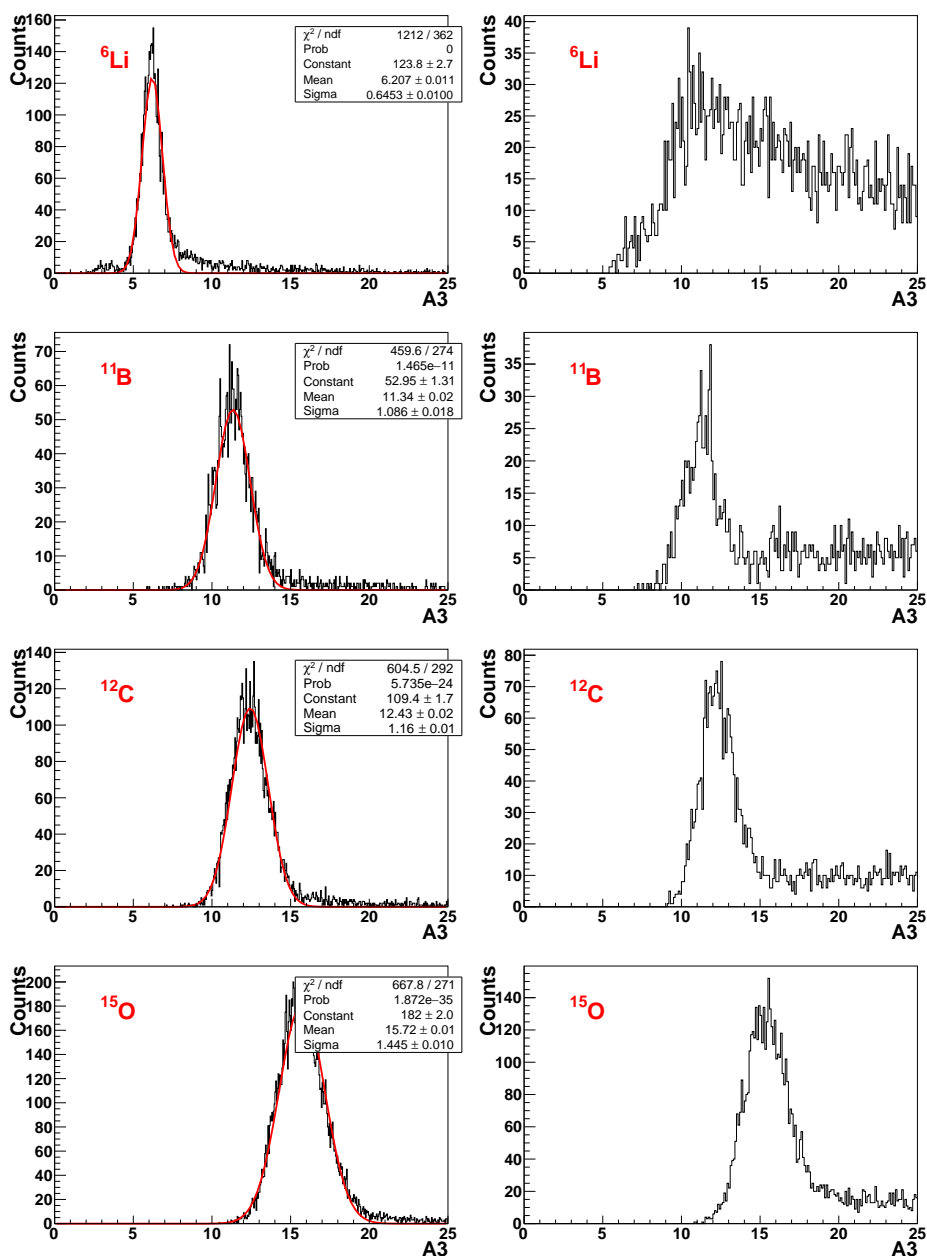 Counts
160
140
120
100
80
60
40
20
0
⁶Li
χ² / ndf 1212 / 362
Prob 0
Constant 123.8 ± 2.7
Mean 6.207 ± 0.011
Sigma 0.6453 ± 0.0100
0 5 10 15 20 25
A3
Counts
40
35
30
25
20
15
10
5
0
⁶Li
0 5 10 15 20 25
A3
Counts
70
60
50
40
30
20
10
0
¹¹B
χ² / ndf 459.6 / 274
Prob 1.465e−11
Constant 52.95 ± 1.31
Mean 11.34 ± 0.02
Sigma 1.086 ± 0.018
0 5 10 15 20 25
A3
Counts
35
30
25
20
15
10
5
0
¹¹B
0 5 10 15 20 25
A3
Counts
140
120
100
80
60
40
20
0
¹²C
χ² / ndf 604.5 / 292
Prob 5.735e−24
Constant 109.4 ± 1.7
Mean 12.43 ± 0.02
Sigma 1.16 ± 0.01
0 5 10 15 20 25
A3
Counts
80
70
60
50
40
30
20
10
0
¹²C
0 5 10 15 20 25
A3
Counts
200
180
160
140
120
100
80
60
40
20
0
¹⁵O
χ² / ndf 667.8 / 271
Prob 1.872e−35
Constant 182 ± 2.0
Mean 15.72 ± 0.01
Sigma 1.445 ± 0.010
0 5 10 15 20 25
A3
Counts
140
120
100
80
60
40
20
0
¹⁵O
0 5 10 15 20 25
A3